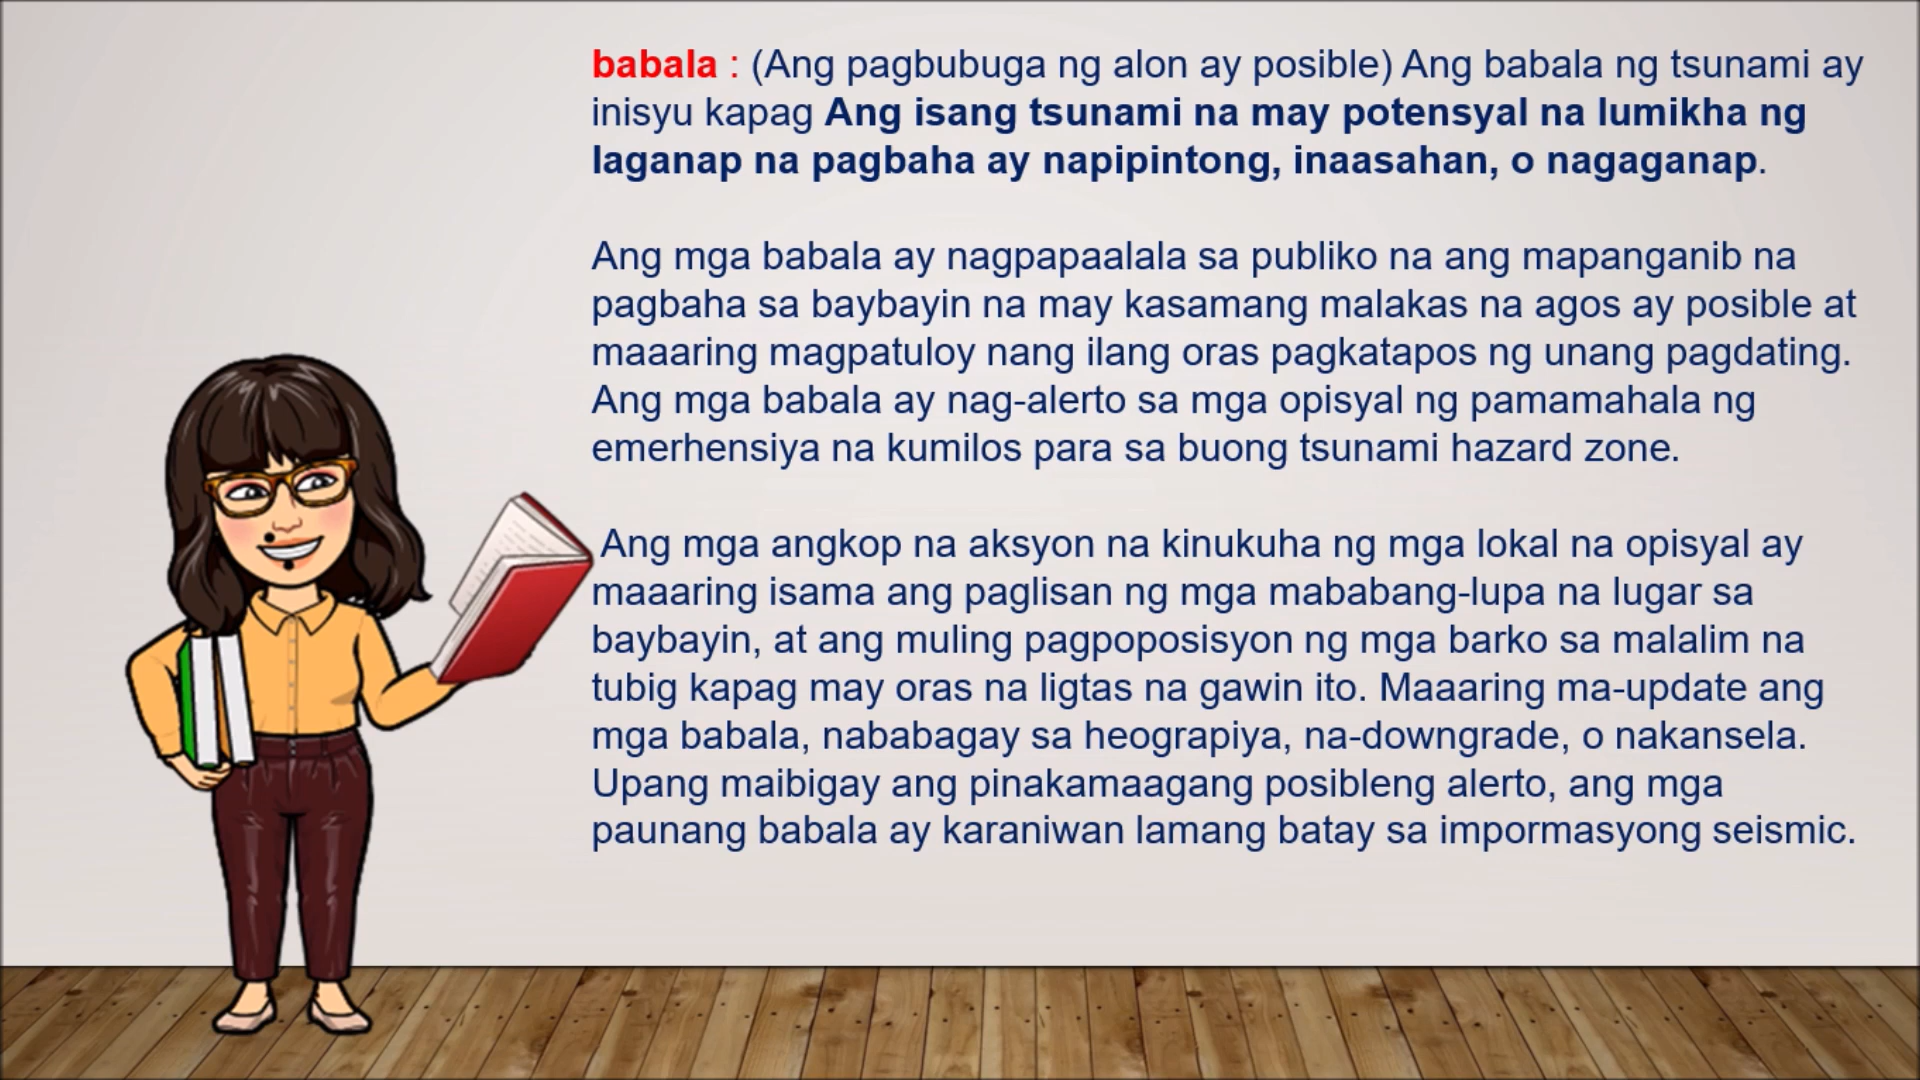 babala : (Ang pagbubuga ng alon ay posible) Ang babala ng tsunami ay
inisyu kapag Ang isang tsunami na may potensyal na lumikha ng
laganap na pagbaha ay napipintong, inaasahan, o nagaganap.
Ang mga babala ay nagpapaalala sa publiko na ang mapanganib na
pagbaha sa baybayin na may kasamang malakas na agos ay posible at
maaaring magpatuloy nang ilang oras pagkatapos ng unang pagdating.
Ang mga babala ay nag-alerto sa mga opisyal ng pamamahala ng
emerhensiya na kumilos para sa buong tsunami hazard zone.
Ang mga angkop na aksyon na kinukuha ng mga lokal na opisyal ay
maaaring isama ang paglisan ng mga mababang-lupa na lugar sa
baybayin, at ang muling pagpoposisyon ng mga barko sa malalim na
tubig kapag may oras na ligtas na gawin ito. Maaaring ma-update ang
mga babala, nababagay sa heograpiya, na-downgrade, o nakansela.
Upang maibigay ang pinakamaagang posibleng alerto, ang mga
paunang babala ay karaniwan lamang batay sa impormasyong seismic.